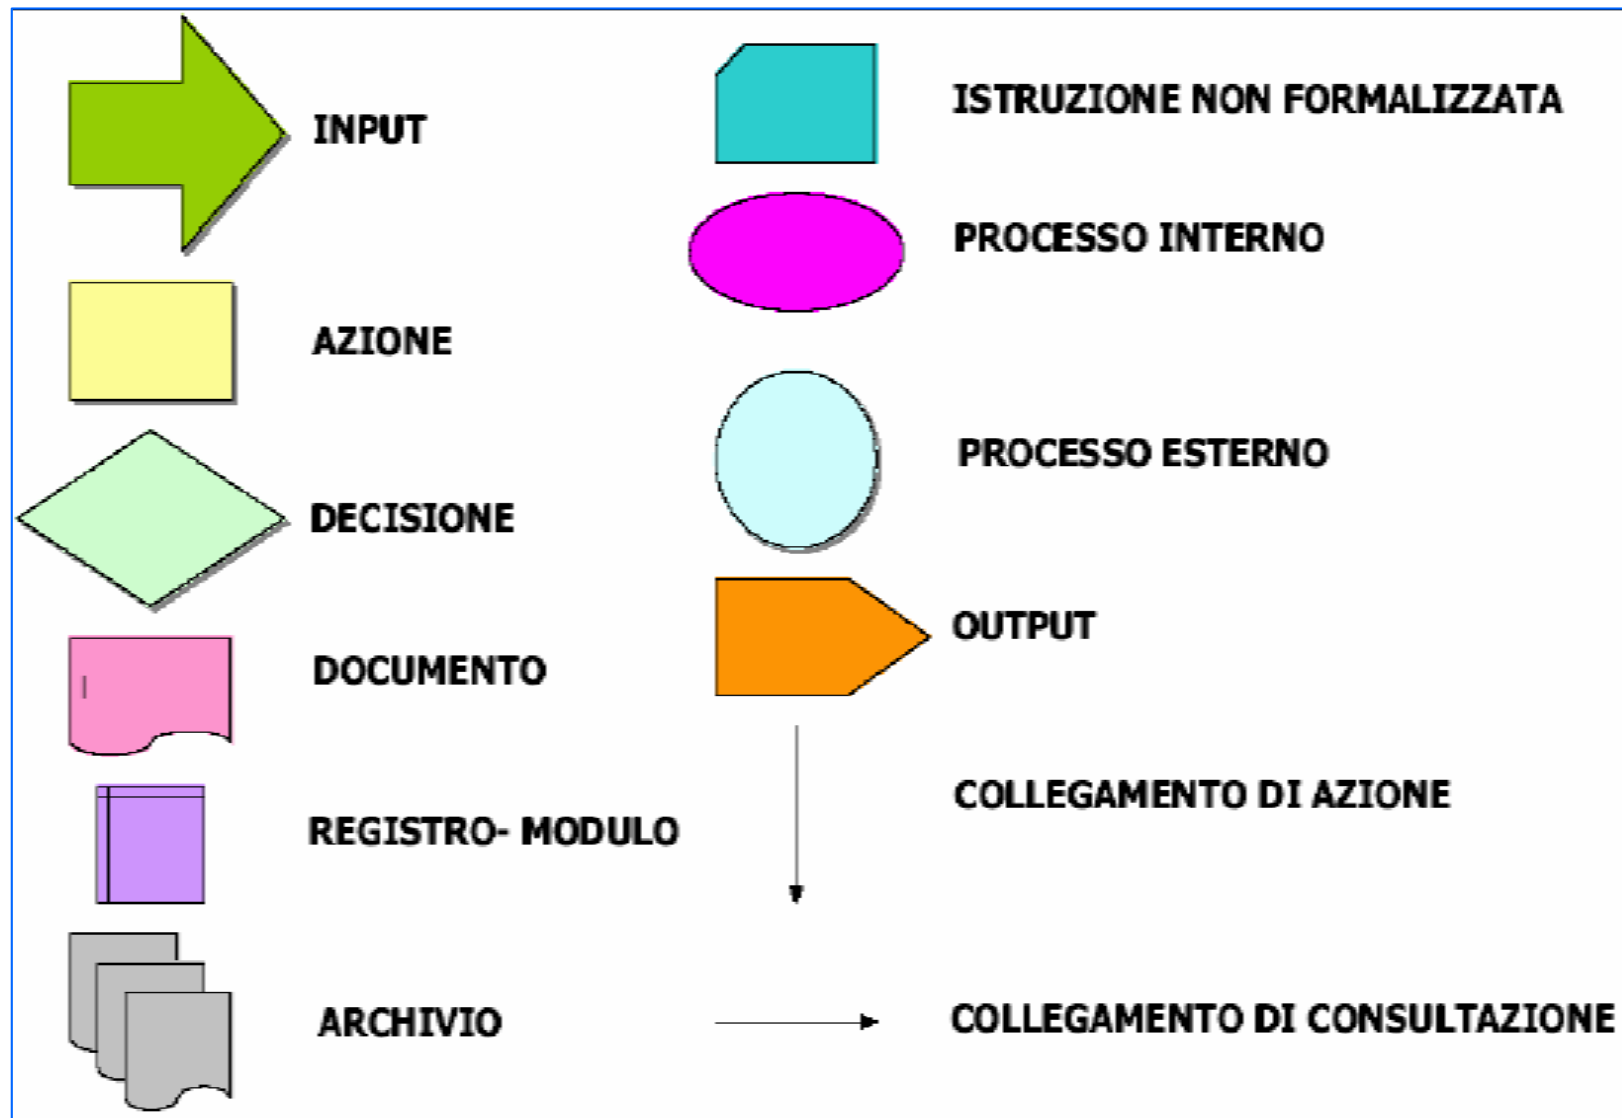 INPUT
AZIONE
DECISIONE
DOCUMENTO
REGISTRO- MODULO
ARCHIVIO
ISTRUZIONE NON FORMALIZZATA
PROCESSO INTERNO
PROCESSO ESTERNO
OUTPUT
COLLEGAMENTO DI AZIONE
COLLEGAMENTO DI CONSULTAZIONE